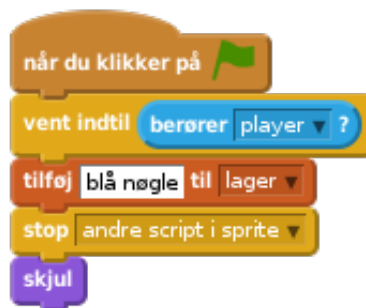 når du klikker på
vent indtil berører player ?
tilføj blå nøgle til lager
stop andre script i sprite
skjul